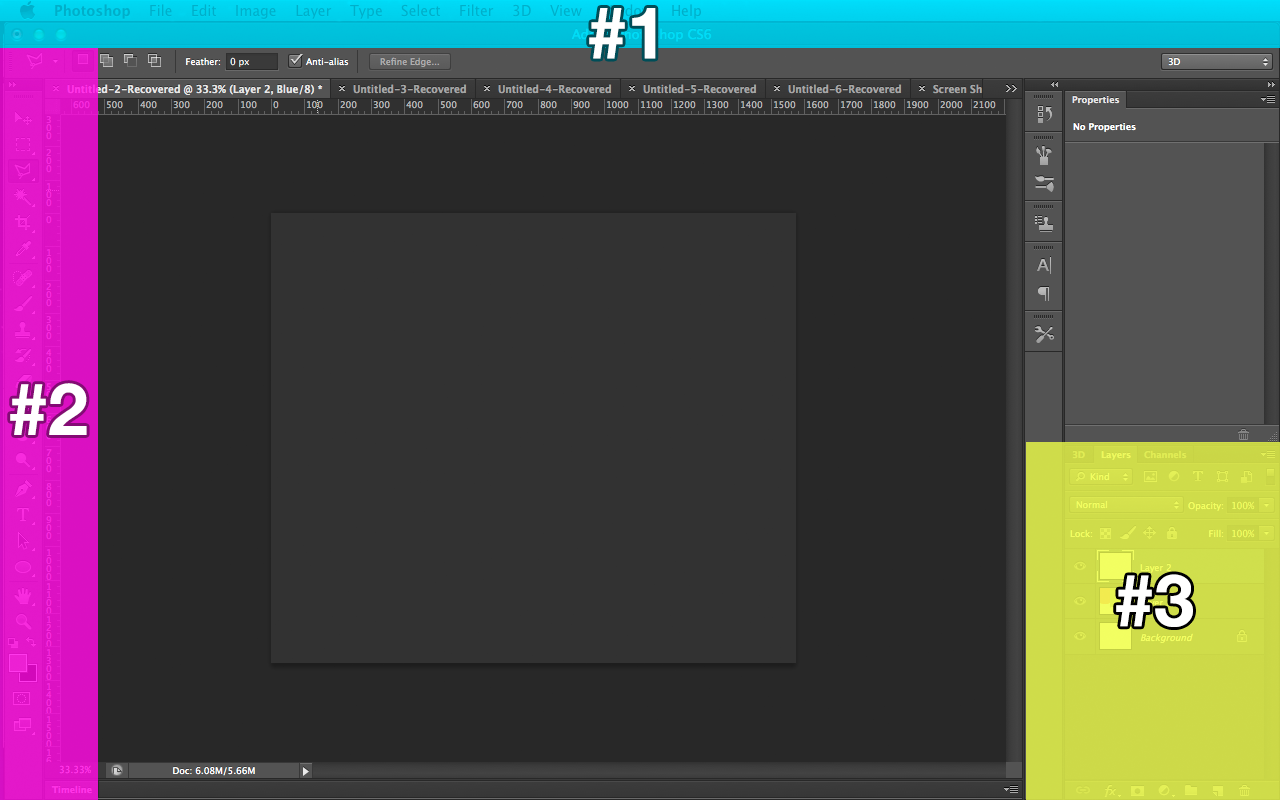 Photoshop File Edit Image Layer Type Select Filter 3D View Help
#1
CS6
Feather: 0 px Anti-alias Refine Edge... 3D
Untitled-2-Recovered @ 33.3% (Layer 2, Blue/8) * Untitled-3-Recovered Untitled-4-Recovered Untitled-5-Recovered Untitled-6-Recovered Screen Sh
600 500 400 300 200 100 0 100 200 300 400 500 600 700 800 900 1000 1100 1200 1300 1400 1500 1600 1700 1800 1900 2000 2100
Properties
No Properties
#2
3D Layers Channels
Kind
Normal Opacity: 100%
Lock: Fill: 100%
Layer 2
#3
Background
33.33% Doc: 6.08M/5.66M
Timeline